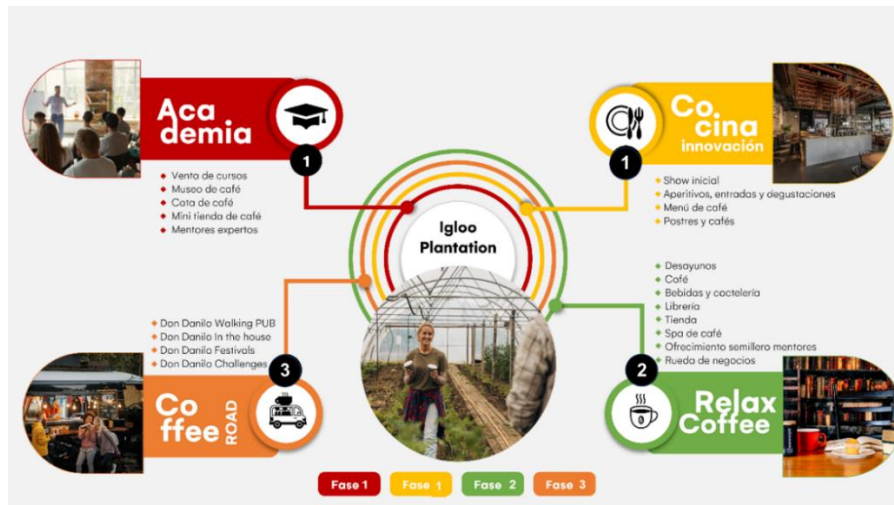 Aca
demia
1
Venta de cursos
Museo de café
Cata de café
Mini tienda de café
Mentores expertos
Co
cina
innovación
1
Show inicial
Aperitivos, entradas y degustaciones
Menú de café
Postres y cafés
Igloo
Plantation
Don Danilo Walking PUB
Don Danilo In the house
Don Danilo Festivals
Don Danilo Challenges
3
Co
ffee
ROAD
Desayunos
Café
Bebidas y coctelería
Librería
Tienda
Spa de café
Ofrecimiento semillero mentores
Rueda de negocios
2
Relax
Coffee
Fase 1
Fase 1
Fase 2
Fase 3